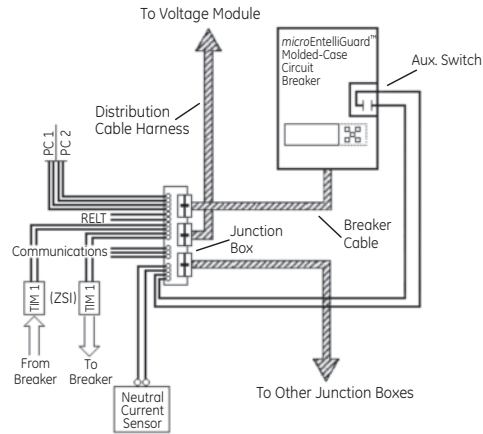 To Voltage Module
microEntelliGuard™
Molded-Case
Circuit
Breaker
Aux. Switch
Distribution
Cable Harness
PC 1
PC 2
RELT
Junction
Box
Breaker
Cable
Communications
TIM 1
(ZSI)
TIM 1
From
Breaker
To
Breaker
Neutral
Current
Sensor
To Other Junction Boxes